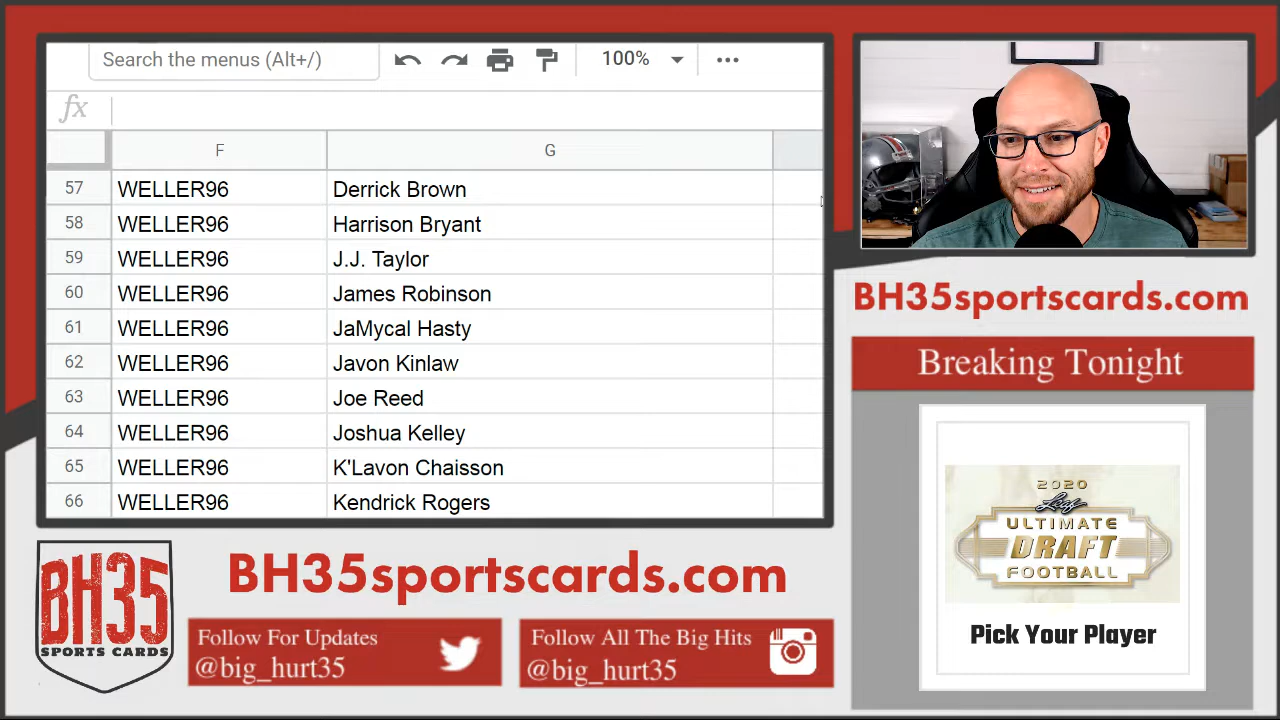 Search the menus (Alt+/)
100%
fx
F G
57 WELLER96 Derrick Brown
58 WELLER96 Harrison Bryant
59 WELLER96 J.J. Taylor
60 WELLER96 James Robinson
61 WELLER96 JaMycal Hasty
62 WELLER96 Javon Kinlaw
63 WELLER96 Joe Reed
64 WELLER96 Joshua Kelley
65 WELLER96 K'Lavon Chaisson
66 WELLER96 Kendrick Rogers
BH35sportscards.com
Breaking Tonight
2020
Leaf
ULTIMATE
DRAFT
FOOTBALL
Pick Your Player
BH35
SPORTS CARDS
BH35sportscards.com
Follow For Updates
@big_hurt35
Follow All The Big Hits
@big_hurt35